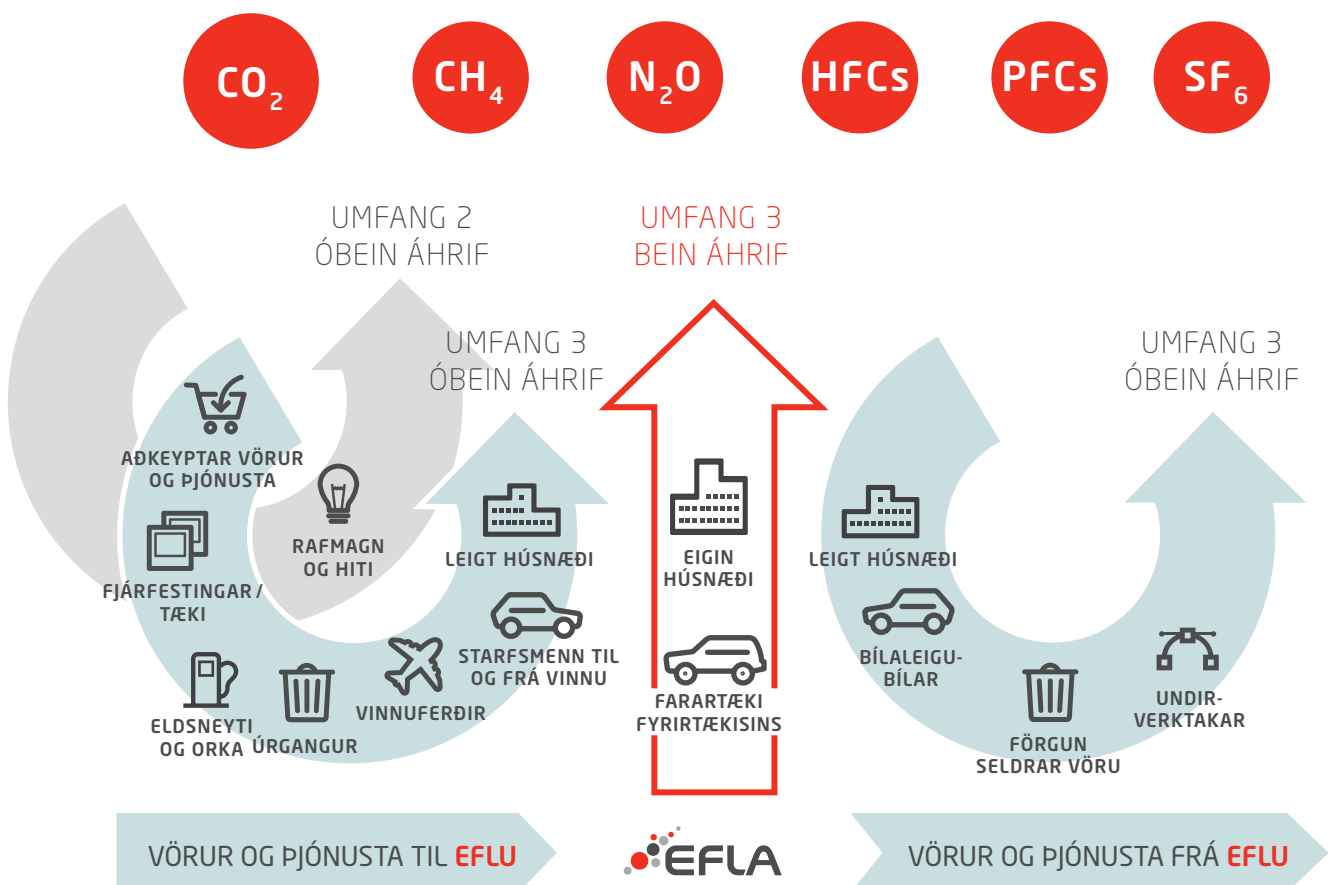 CO₂
CH₄
N₂O
HFCs
PFCs
SF₆
UMFANG 2
ÓBEIN ÁHRIF
UMFANG 3
BEIN ÁHRIF
UMFANG 3
ÓBEIN ÁHRIF
UMFANG 3
ÓBEIN ÁHRIF
AÐKEYPTAR VÖRUR
OG ÞJÓNUSTA
RAFMAGN
OG HITI
FJÁRFESTINGAR /
TÆKI
ELDSNEYTI
OG ORKA
ÚRGANGUR
VINNUFERÐIR
LEIGT HÚSNÆÐI
STARFSMENN TIL
OG FRÁ VINNU
EIGIN
HÚSNÆÐI
FARARTÆKI
FYRIRTÆKISINS
LEIGT HÚSNÆÐI
BÍLALEIGU-
BÍLAR
FÖRGUN
SELDRAR VÖRU
UNDIR-
VERKTAKAR
VÖRUR OG ÞJÓNUSTA TIL EFLU
EFLA
VÖRUR OG ÞJÓNUSTA FRÁ EFLU